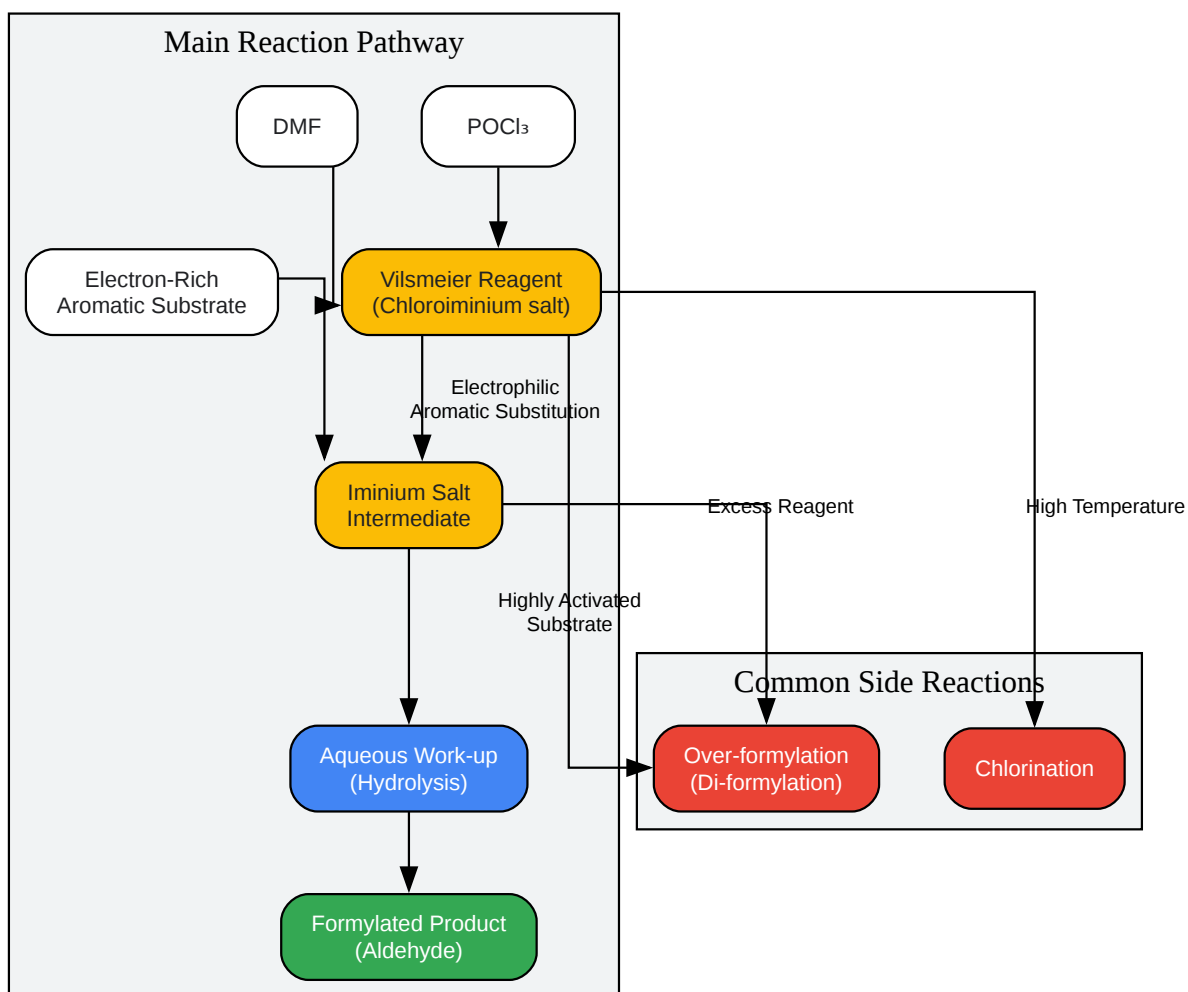 Main Reaction Pathway
DMF
POCl₃
Electron-Rich
Aromatic Substrate
Vilsmeier Reagent
(Chloroiminium salt)
Electrophilic
Aromatic Substitution
Iminium Salt
Intermediate
Excess Reagent
High Temperature
Highly Activated
Substrate
Common Side Reactions
Aqueous Work-up
(Hydrolysis)
Over-formylation
(Di-formylation)
Chlorination
Formylated Product
(Aldehyde)